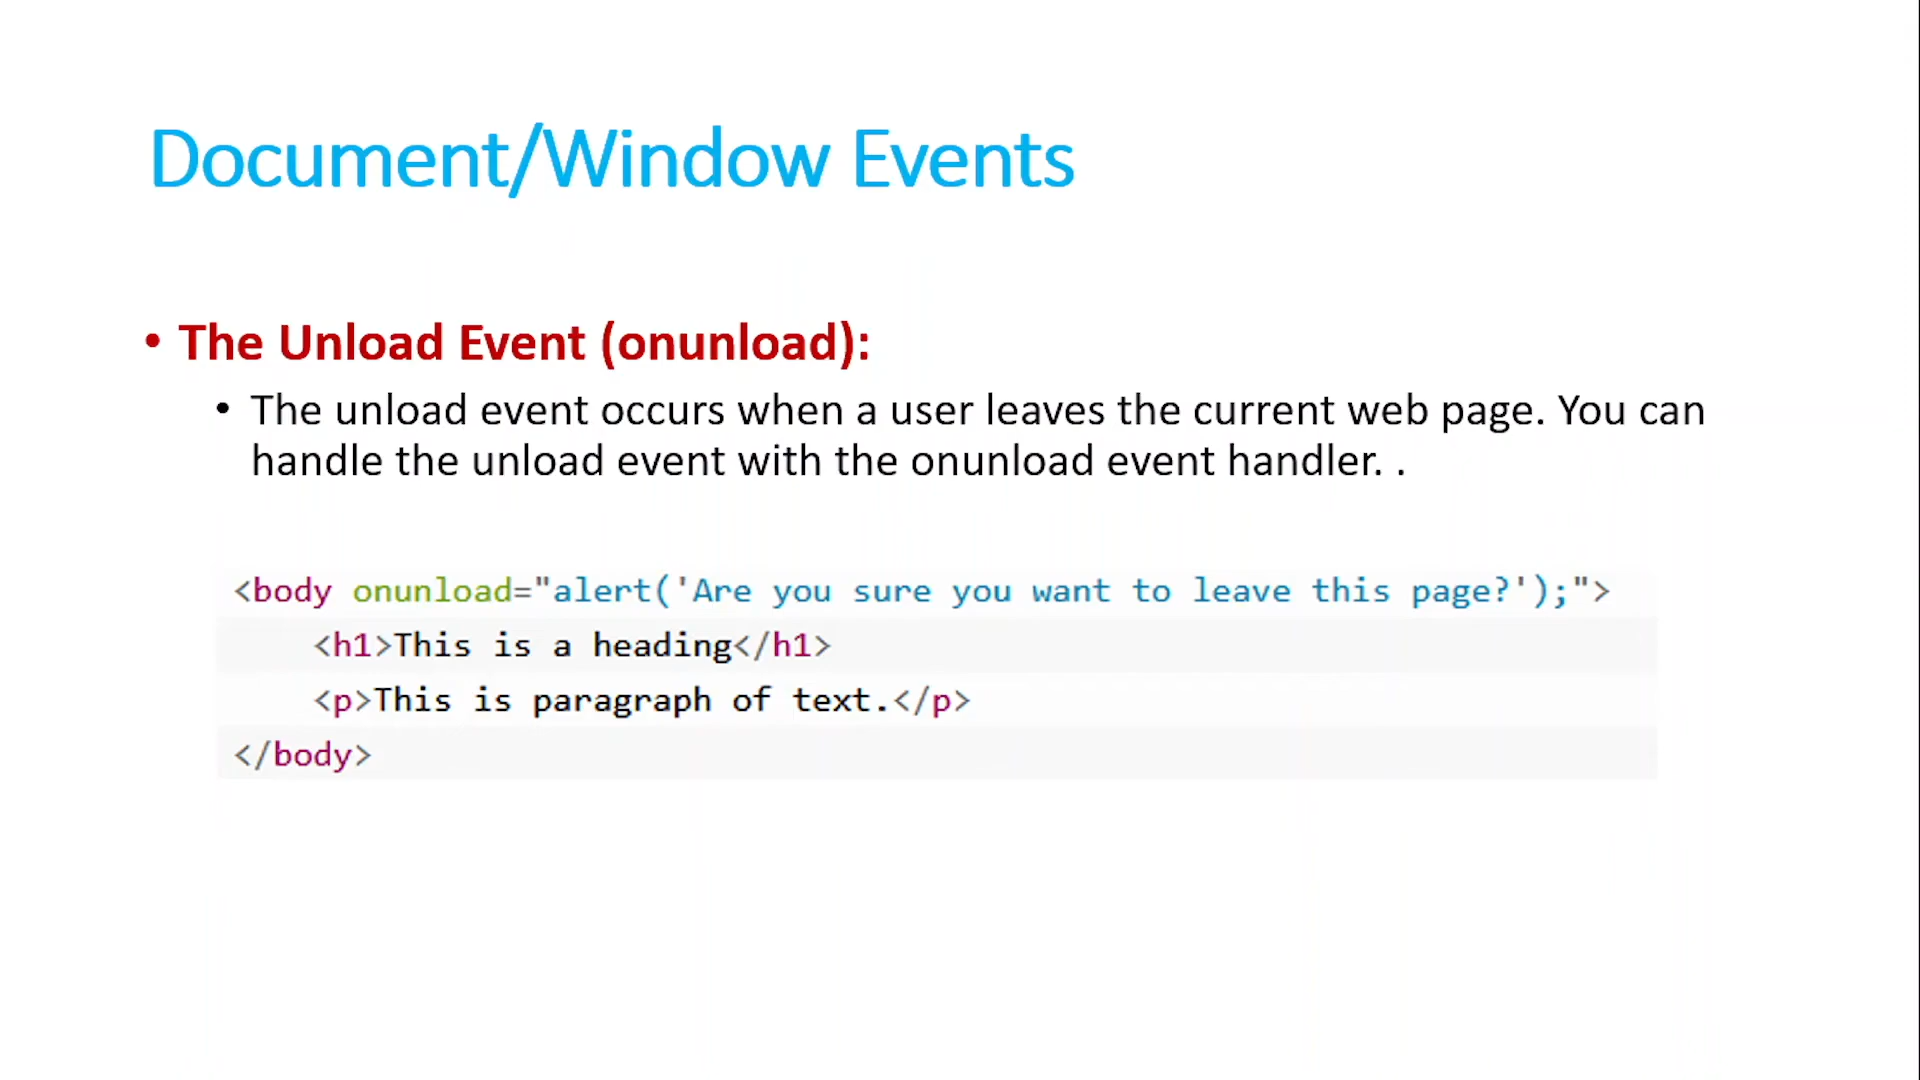 Document/Window Events
• The Unload Event (onunload):
• The unload event occurs when a user leaves the current web page. You can
handle the unload event with the onunload event handler. .
<body onunload="alert('Are you sure you want to leave this page?');">
    <h1>This is a heading</h1>
    <p>This is paragraph of text.</p>
</body>